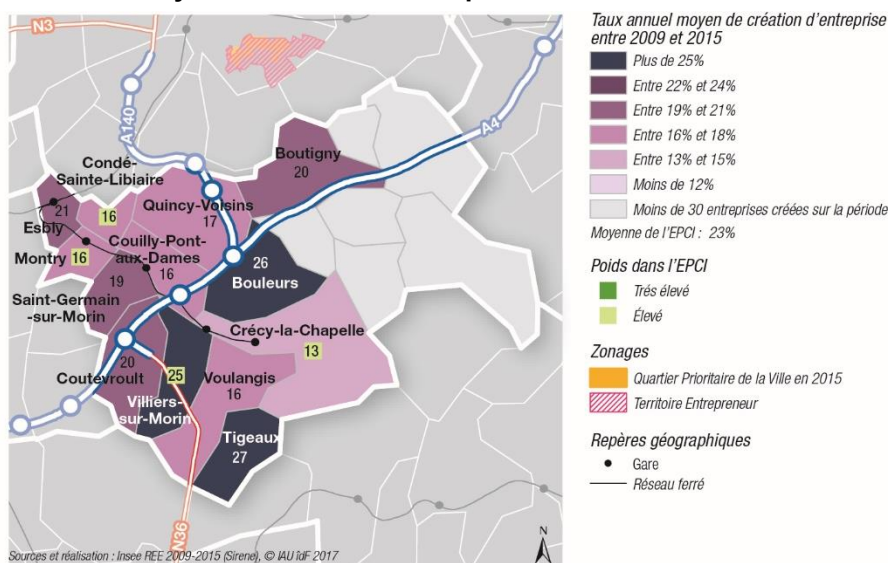 N3
A140
A4
Boutigny
20
Condé-
Sainte-Libiaire
21
16
Quincy-Voisins
17
Esbly
Couilly-Pont-
aux-Dames
16
Montry
16
26
Bouleurs
19
Saint-Germain
-sur-Morin
Crécy-la-Chapelle
13
20
Coutevroult
25
Villiers-
sur-Morin
Voulangis
16
Tigeaux
27
N36
N
Sources et réalisation : Insee REE 2009-2015 (Sirene), © IAU îdF 2017
Taux annuel moyen de création d'entreprise
entre 2009 et 2015
Plus de 25%
Entre 22% et 24%
Entre 19% et 21%
Entre 16% et 18%
Entre 13% et 15%
Moins de 12%
Moins de 30 entreprises créées sur la période
Moyenne de l'EPCI : 23%
Poids dans l'EPCI
Trés élevé
Élevé
Zonages
Quartier Prioritaire de la Ville en 2015
Territoire Entrepreneur
Repères géographiques
Gare
Réseau ferré